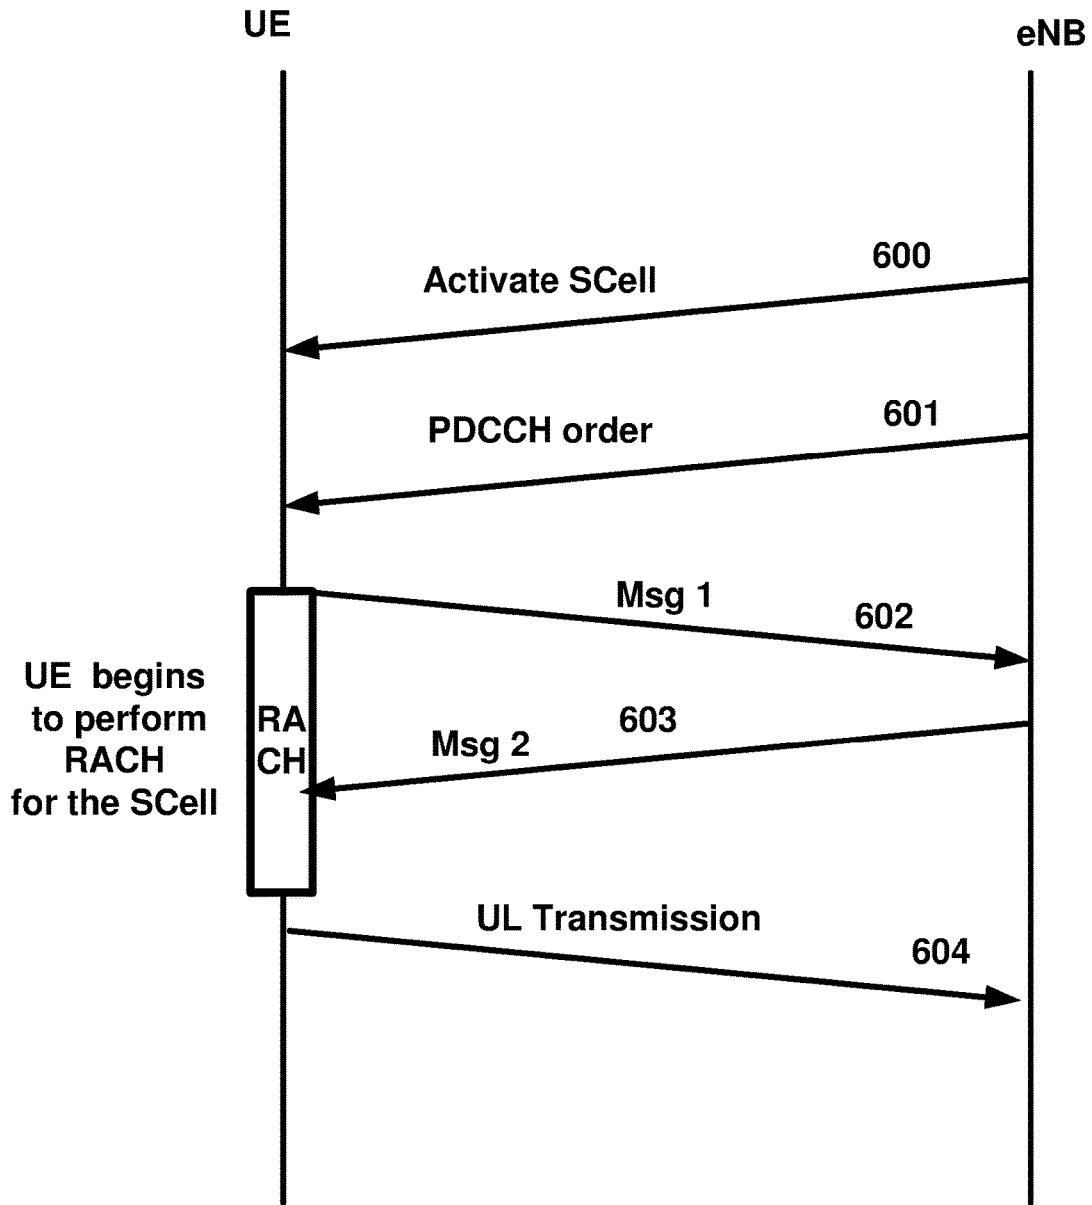 UE
eNB
600
Activate SCell
601
PDCCH order
Msg 1
602
UE begins
to perform
RACH
for the SCell
RA
CH
603
Msg 2
UL Transmission
604